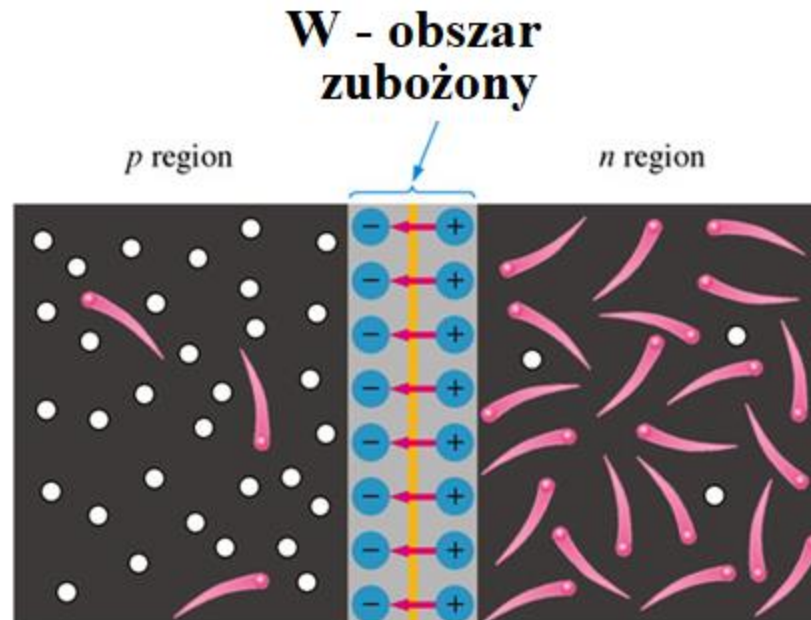 W - obszar
zubożony
p region
n region
− +
− +
− +
− +
− +
− +
− +
− +